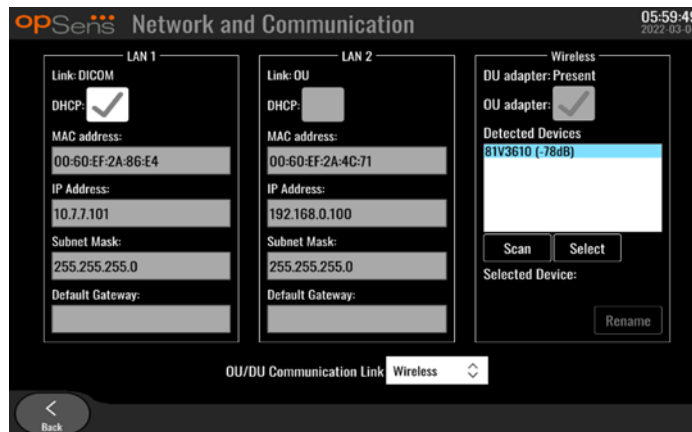 opSens Network and Communication
05:59:49
2022-03-0
LAN 1
Link: DICOM
DHCP:
MAC address:
00:60:EF:2A:86:E4
IP Address:
10.7.7.101
Subnet Mask:
255.255.255.0
Default Gateway:
LAN 2
Link: OU
DHCP:
MAC address:
00:60:EF:2A:4C:71
IP Address:
192.168.0.100
Subnet Mask:
255.255.255.0
Default Gateway:
Wireless
DU adapter: Present
OU adapter:
Detected Devices
81V3610 (-78dB)
Scan Select
Selected Device:
Rename
OU/DU Communication Link Wireless
Back